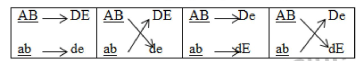 AB → DE AB DE AB → De AB De
ab → de ab de ab → dE ab dE